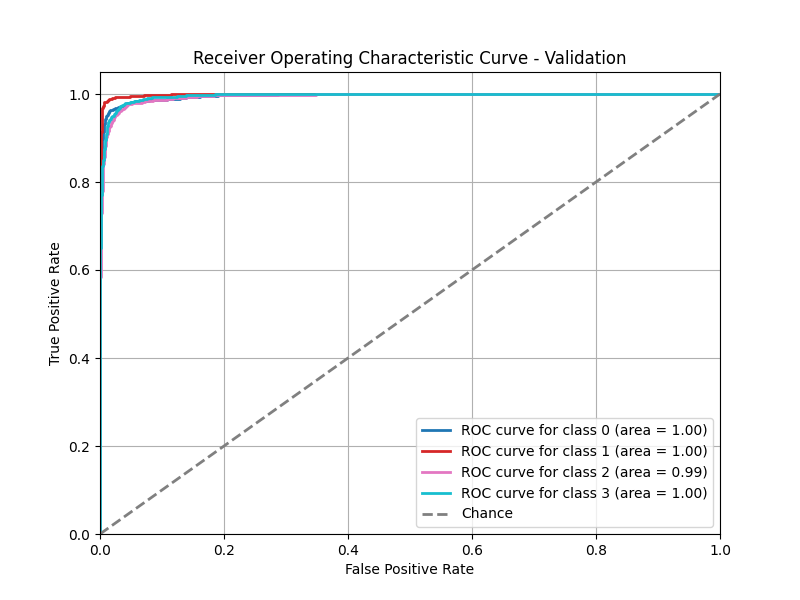 Receiver Operating Characteristic Curve - Validation
True Positive Rate
1.0
0.8
0.6
0.4
0.2
0.0
ROC curve for class 0 (area = 1.00)
ROC curve for class 1 (area = 1.00)
ROC curve for class 2 (area = 0.99)
ROC curve for class 3 (area = 1.00)
Chance
0.0 0.2 0.4 0.6 0.8 1.0
False Positive Rate